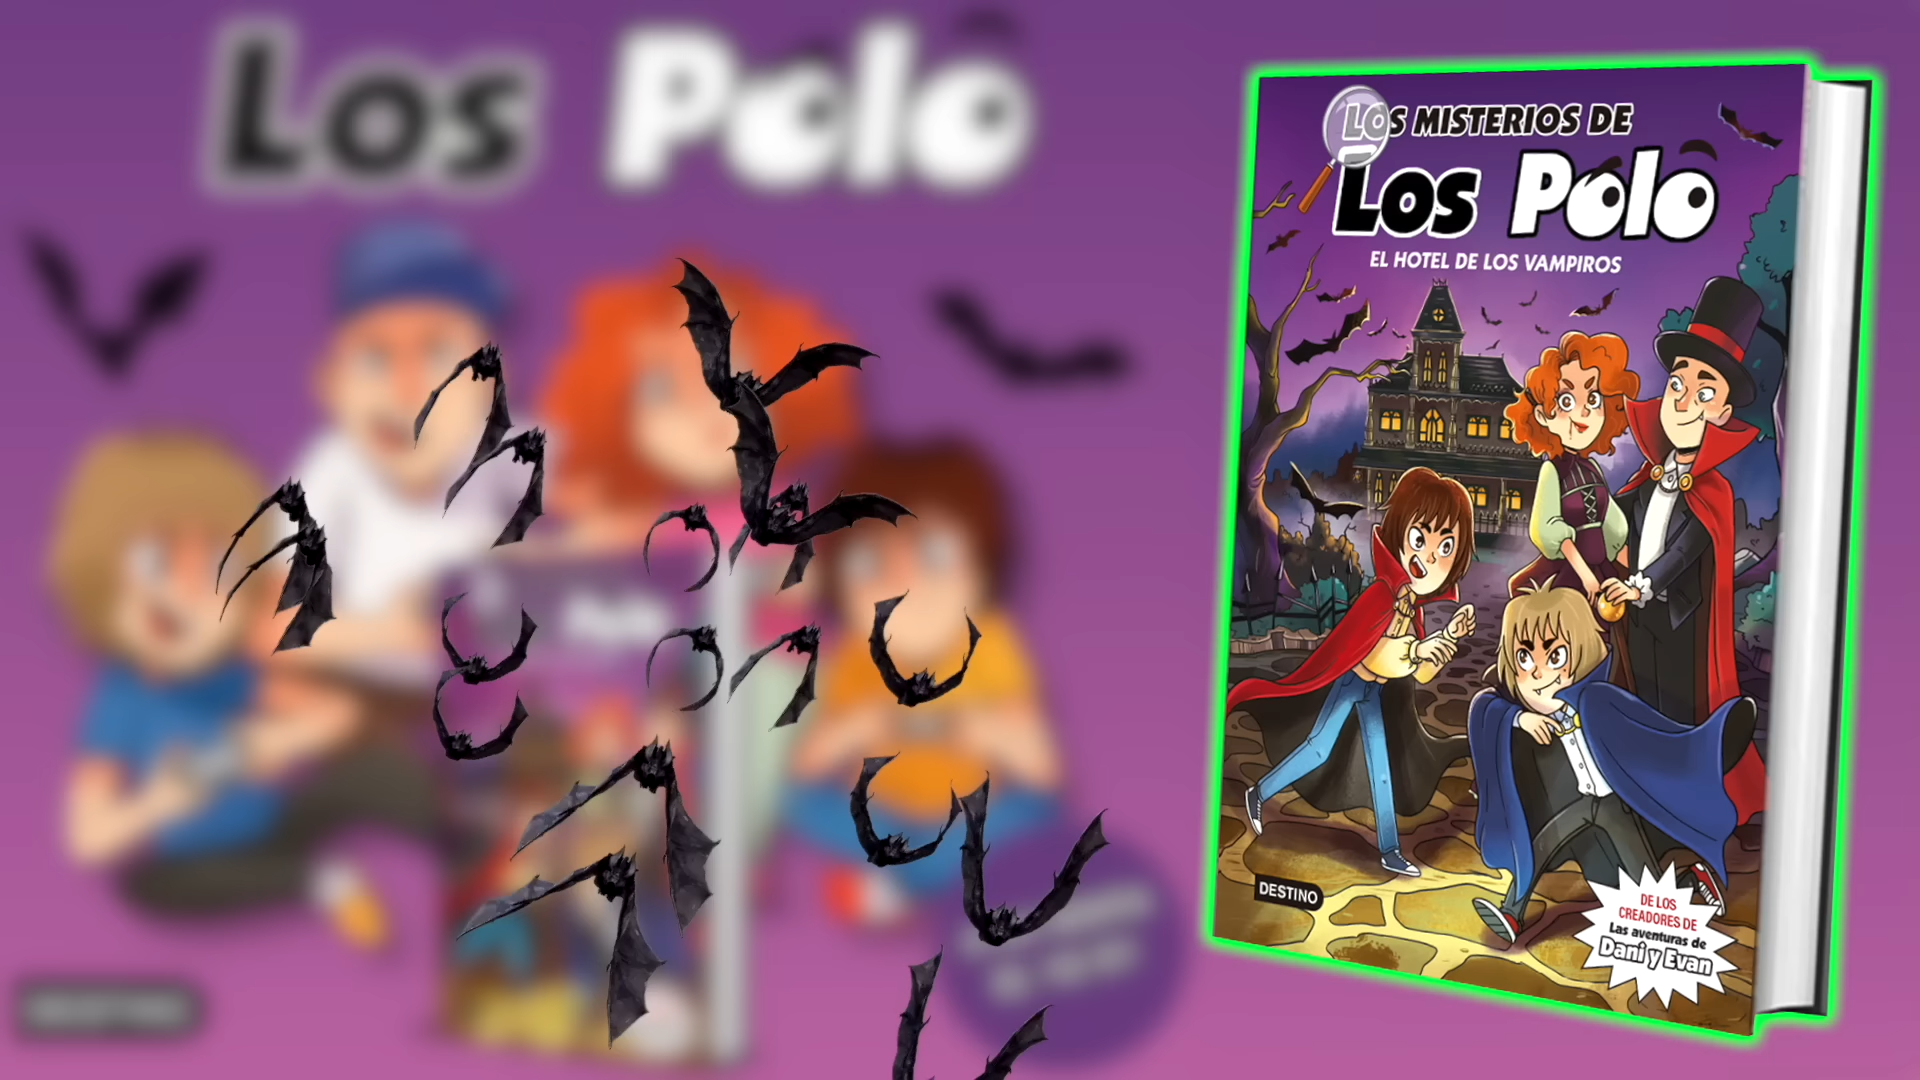 Los Polo
LOS MISTERIOS DE
Los Polo
EL HOTEL DE LOS VAMPIROS
DESTINO
DE LOS
CREADORES DE
Las aventuras de
Dani y Evan